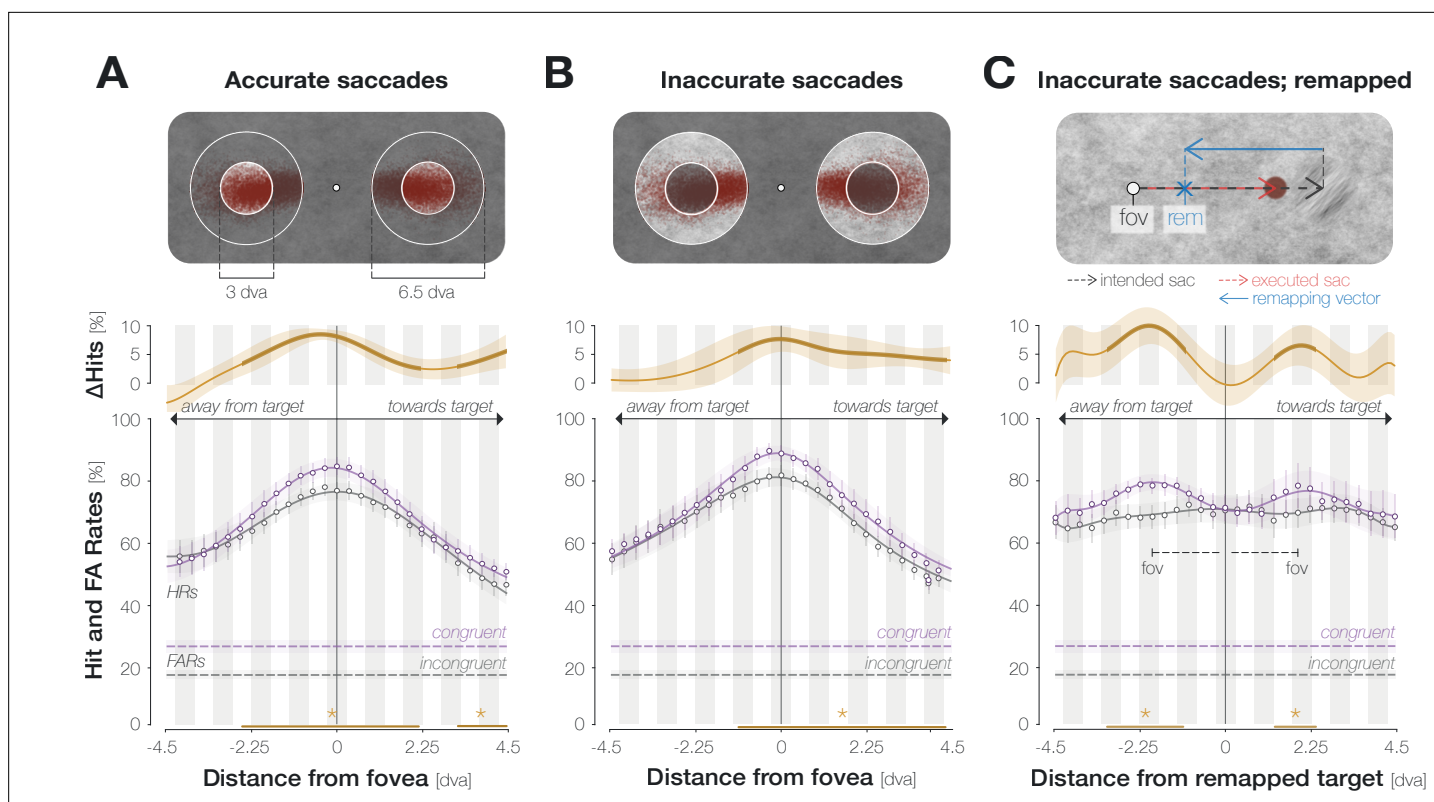 A Accurate saccades
3 dva 6.5 dva
ΔHits [%]
10
5
0
away from target towards target
Hit and FA Rates [%]
100
80
60
40
20
0
HRs
congruent
FARs
incongruent
*
*
-4.5 -2.25 0 2.25 4.5
Distance from fovea [dva]
B Inaccurate saccades
10
5
0
away from target towards target
100
80
60
40
20
0
congruent
incongruent
*
-4.5 -2.25 0 2.25 4.5
Distance from fovea [dva]
C Inaccurate saccades; remapped
fov rem
intended sac executed sac
remapping vector
10
5
0
away from target towards target
100
80
60
40
20
0
fov fov
congruent
incongruent
*
*
-4.5 -2.25 0 2.25 4.5
Distance from remapped target [dva]